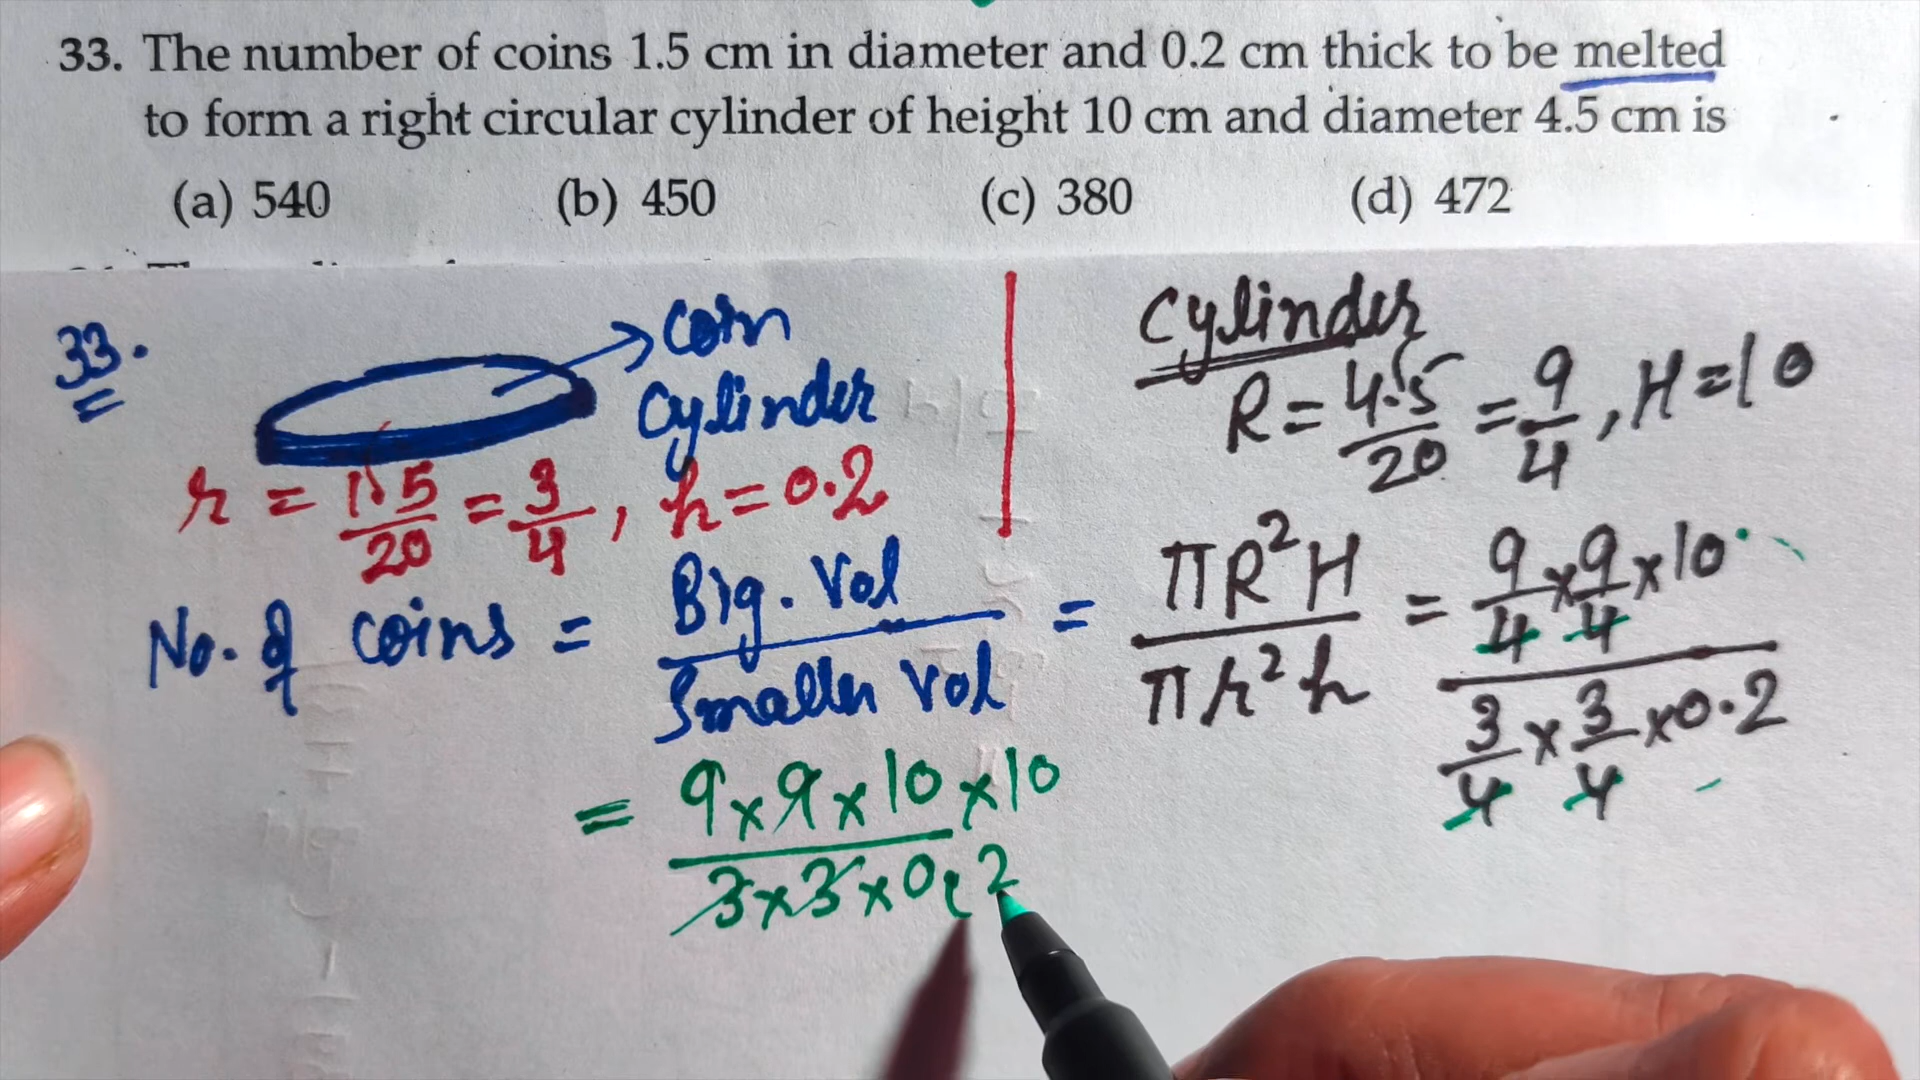 33. The number of coins 1.5 cm in diameter and 0.2 cm thick to be melted
to form a right circular cylinder of height 10 cm and diameter 4.5 cm is
(a) 540 (b) 450 (c) 380 (d) 472
33.
coin
cylinder
r = 15/20 = 3/4, h = 0.2
Cylinder
R = 4.5/20 = 9/4, H = 10
No. of coins = Big. Vol / Smaller Vol = πR²H / πr²h = 9/4 × 9/4 × 10 / 3/4 × 3/4 × 0.2
= 9 × 9 × 10 × 10 / 3 × 3 × 0.2